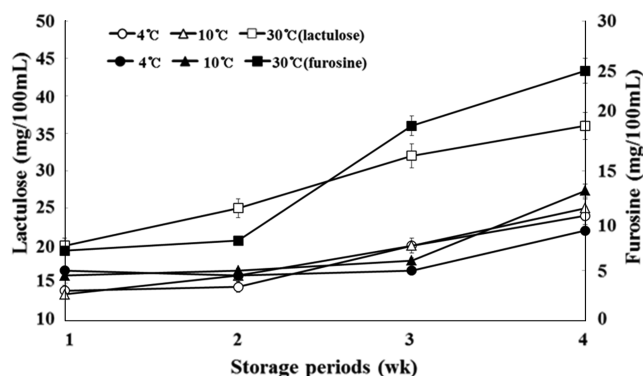 4℃ 10℃ 30℃(lactulose)
4℃ 10℃ 30℃(furosine)
Lactulose (mg/100mL)
50
45
40
35
30
25
20
15
10
Furosine (mg/100mL)
30
25
20
15
10
5
0
1 2 3 4
Storage periods (wk)